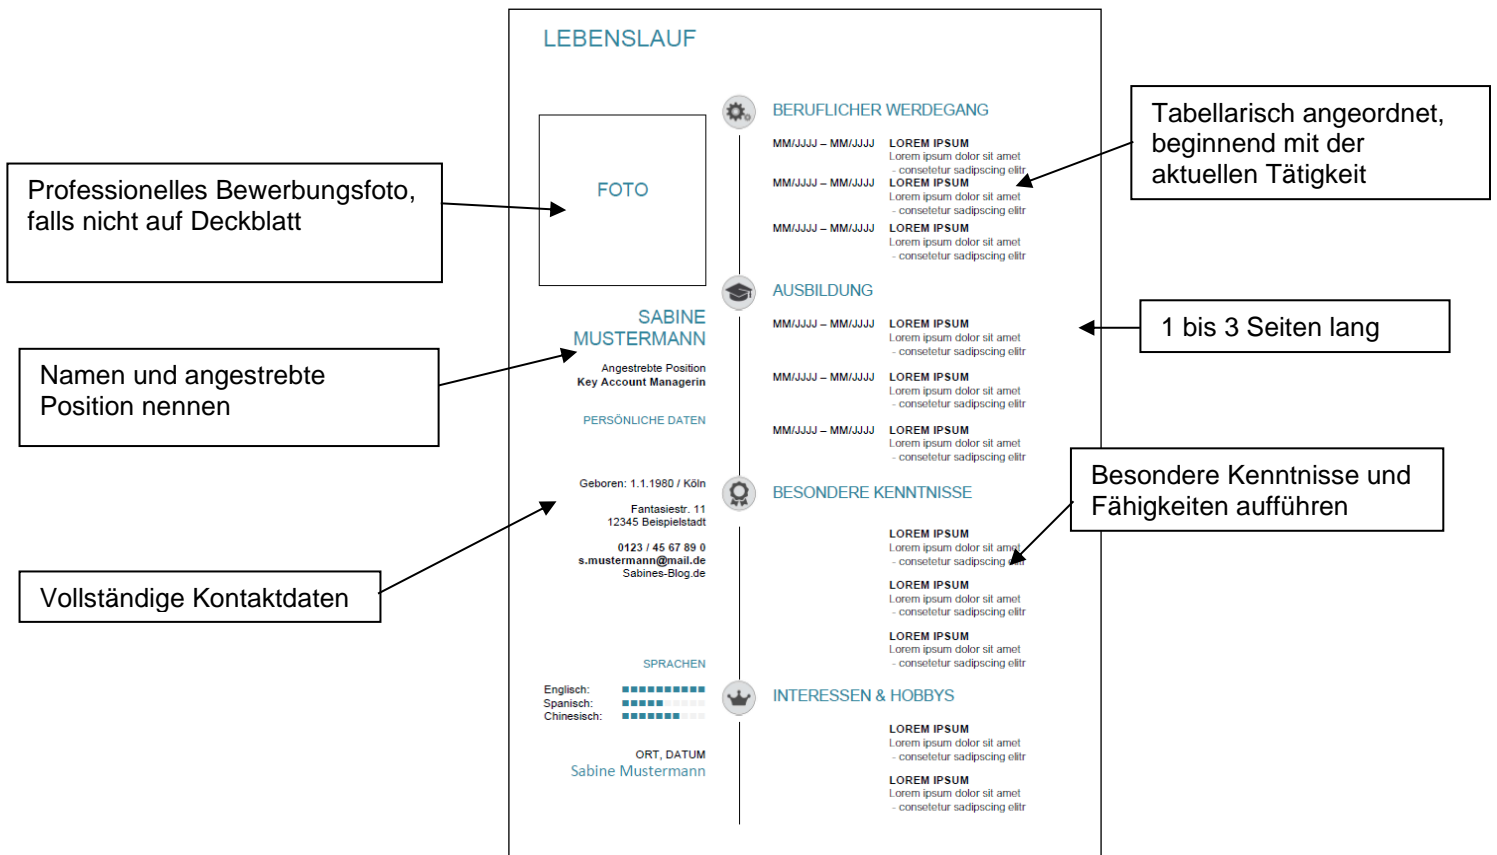 LEBENSLAUF
Professionelles Bewerbungsfoto,
falls nicht auf Deckblatt
Namen und angestrebte
Position nennen
Vollständige Kontaktdaten
FOTO
SABINE
MUSTERMANN
Angestrebte Position
Key Account Managerin
PERSÖNLICHE DATEN
Geboren: 1.1.1980 / Köln
Fantasiestr. 11
12345 Beispielstadt
0123 / 45 67 89 0
s.mustermann@mail.de
Sabines-Blog.de
SPRACHEN
Englisch:
Spanisch:
Chinesisch:
ORT, DATUM
Sabine Mustermann
BERUFLICHER WERDEGANG
MM/JJJJ – MM/JJJJ LOREM IPSUM
Lorem ipsum dolor sit amet
- consetetur sadipscing elitr
MM/JJJJ – MM/JJJJ LOREM IPSUM
Lorem ipsum dolor sit amet
- consetetur sadipscing elitr
MM/JJJJ – MM/JJJJ LOREM IPSUM
Lorem ipsum dolor sit amet
- consetetur sadipscing elitr
AUSBILDUNG
MM/JJJJ – MM/JJJJ LOREM IPSUM
Lorem ipsum dolor sit amet
- consetetur sadipscing elitr
MM/JJJJ – MM/JJJJ LOREM IPSUM
Lorem ipsum dolor sit amet
- consetetur sadipscing elitr
MM/JJJJ – MM/JJJJ LOREM IPSUM
Lorem ipsum dolor sit amet
- consetetur sadipscing elitr
BESONDERE KENNTNISSE
LOREM IPSUM
Lorem ipsum dolor sit amet
- consetetur sadipscing elitr
LOREM IPSUM
Lorem ipsum dolor sit amet
- consetetur sadipscing elitr
LOREM IPSUM
Lorem ipsum dolor sit amet
- consetetur sadipscing elitr
INTERESSEN & HOBBYS
LOREM IPSUM
Lorem ipsum dolor sit amet
- consetetur sadipscing elitr
LOREM IPSUM
Lorem ipsum dolor sit amet
- consetetur sadipscing elitr
Tabellarisch angeordnet,
beginnend mit der
aktuellen Tätigkeit
1 bis 3 Seiten lang
Besondere Kenntnisse und
Fähigkeiten aufführen